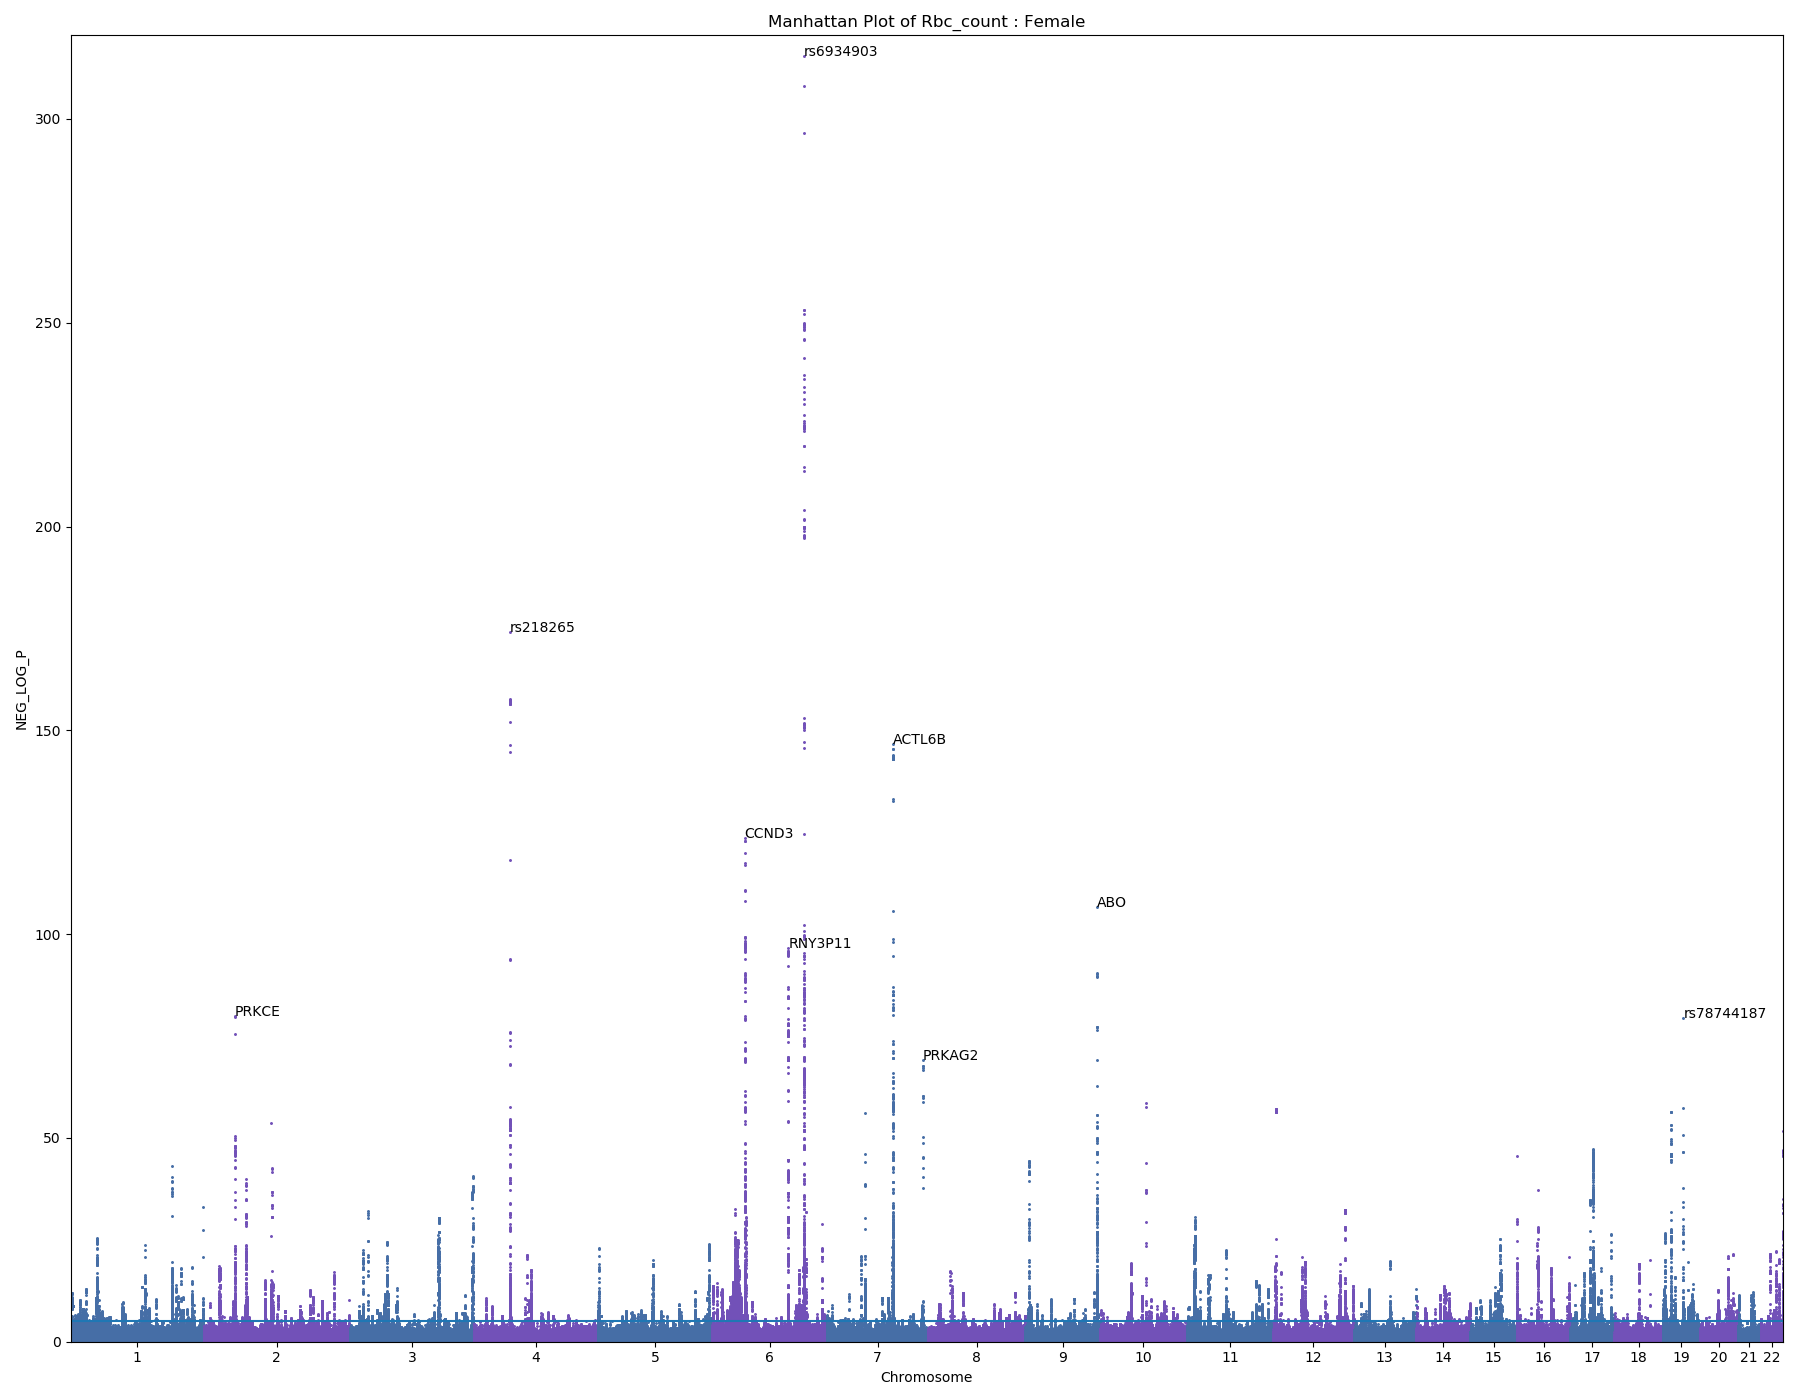 Manhattan Plot of Rbc_count : Female
rs6934903
300
250
200
rs218265
NEG_LOG_P
150
ACTL6B
CCND3
ABO
100
RNY3P11
PRKCE
rs78744187
PRKAG2
50
0
1 2 3 4 5 6 7 8 9 10 11 12 13 14 15 16 17 18 19 20 21 22
Chromosome